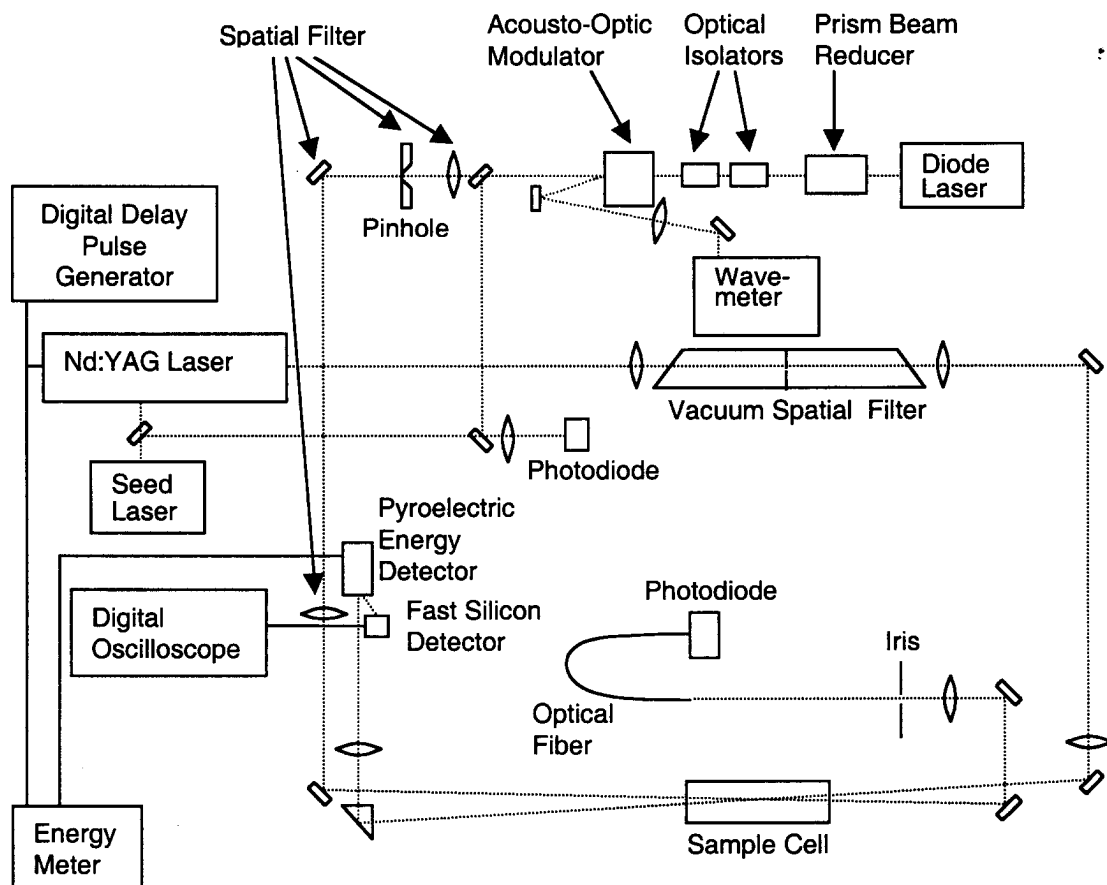 Spatial Filter
Acousto-Optic
Modulator
Optical
Isolators
Prism Beam
Reducer
Diode
Laser
Pinhole
Digital Delay
Pulse
Generator
Wave-
meter
Nd:YAG Laser
Vacuum Spatial Filter
Photodiode
Seed
Laser
Pyroelectric
Energy
Detector
Photodiode
Digital
Oscilloscope
Fast Silicon
Detector
Iris
Optical
Fiber
Energy
Meter
Sample Cell